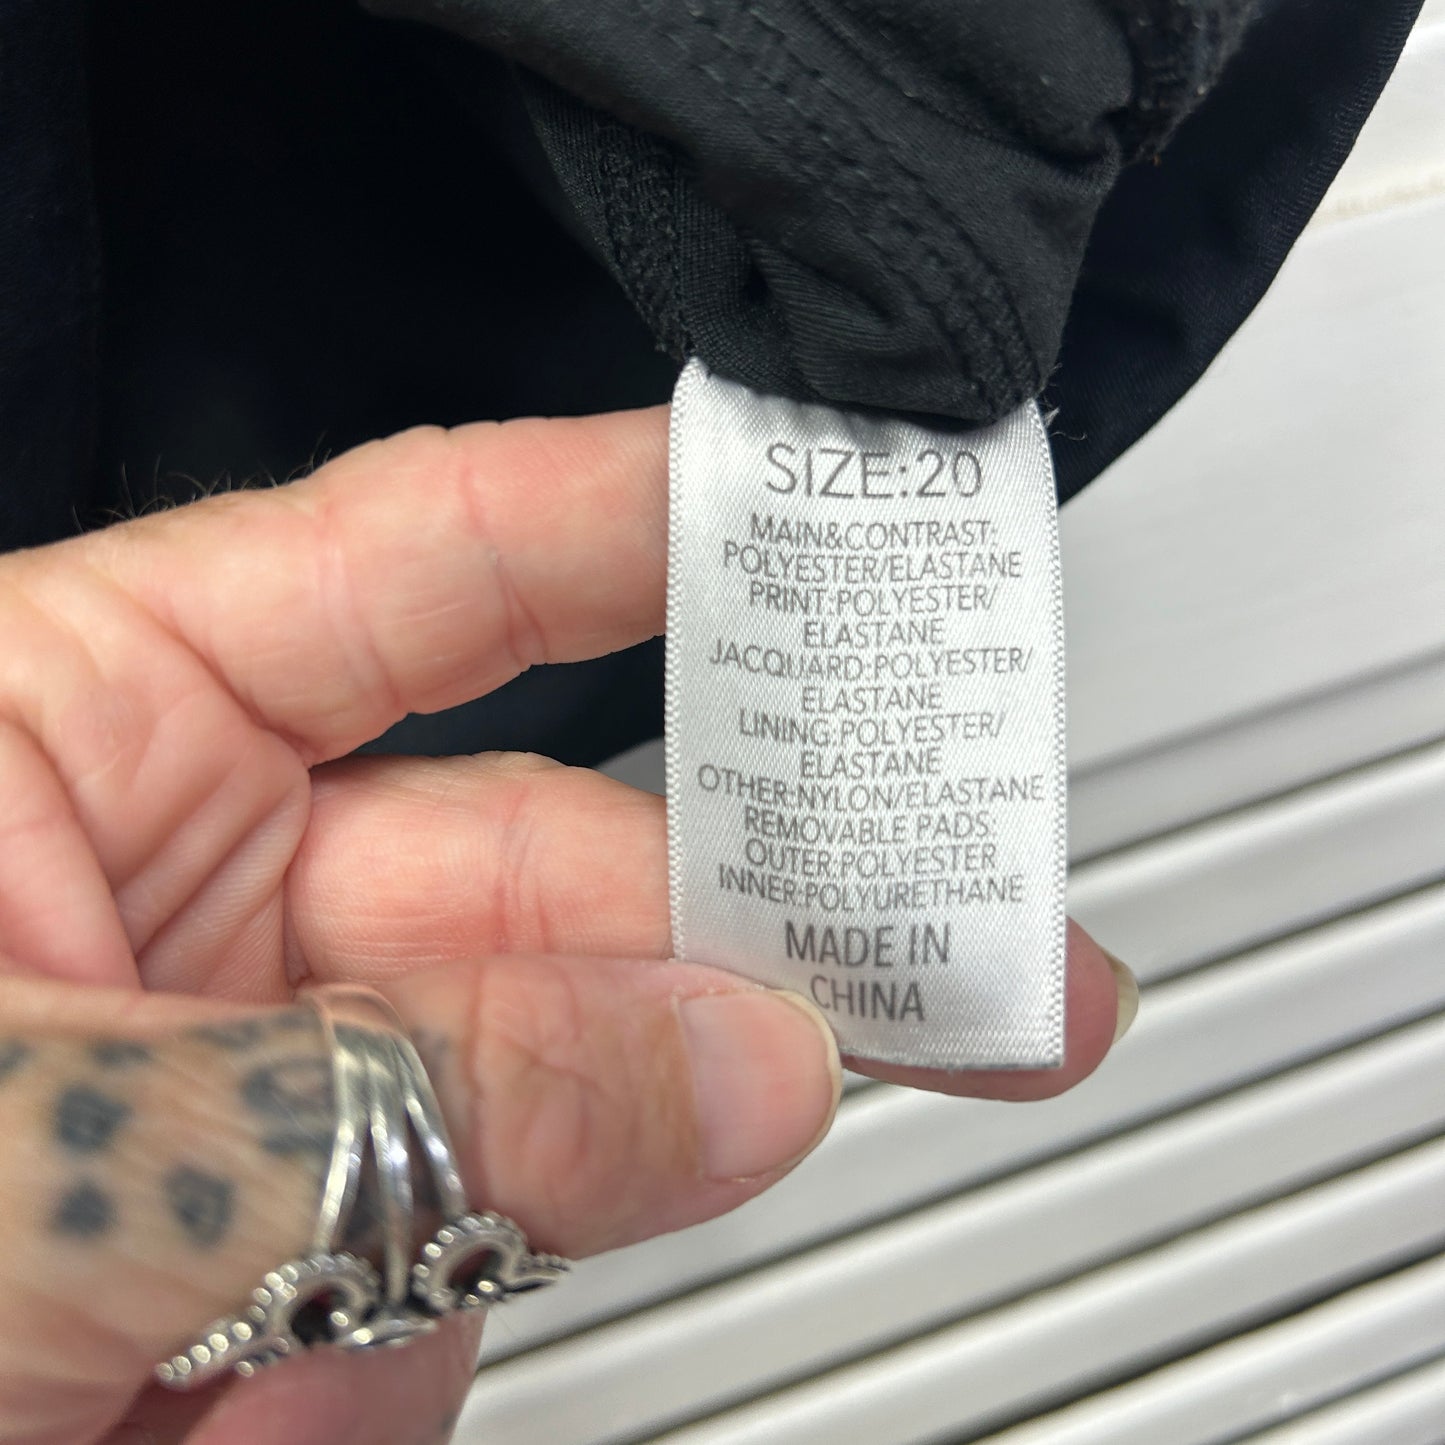 SIZE:20
MAIN&CONTRAST:
POLYESTER/ELASTANE
PRINT:POLYESTER/
ELASTANE
JACQUARD:POLYESTER/
ELASTANE
LINING:POLYESTER/
ELASTANE
OTHER:NYLON/ELASTANE
REMOVABLE PADS:
OUTER:POLYESTER
INNER:POLYURETHANE
MADE IN
CHINA